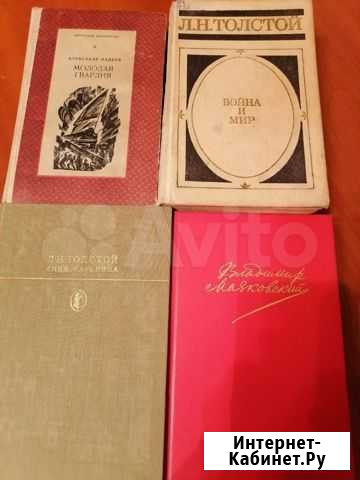 АЛЕКСАНДР ФАДЕЕВ
МОЛОДАЯ
ГВАРДИЯ
Л.Н.ТОЛСТОЙ
ВОЙНА
И
МИР
Л.Н.ТОЛСТОЙ
АННА КАРЕНИНА
Владимир
Маяковский
Avito
Интернет-
Кабинет.Ру